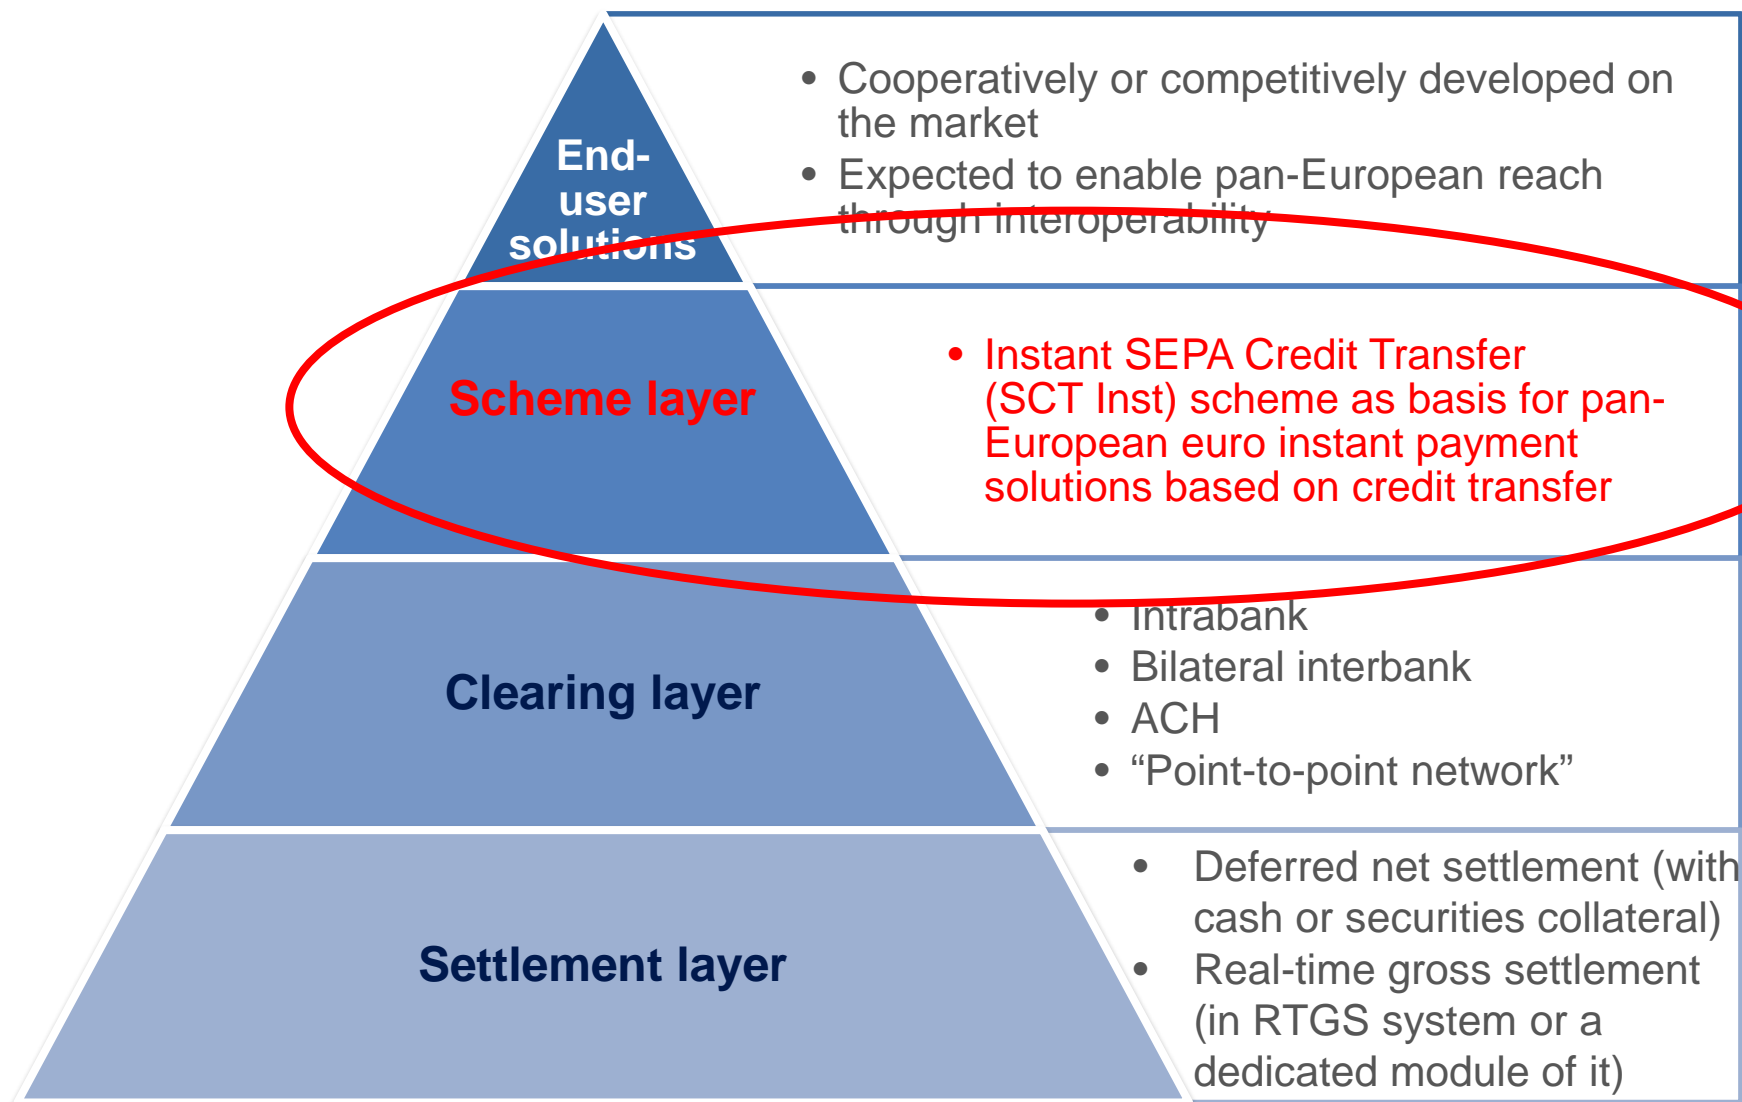 End-
user
solutions
• Cooperatively or competitively developed on
the market
• Expected to enable pan-European reach
through interoperability
Scheme layer
• Instant SEPA Credit Transfer
(SCT Inst) scheme as basis for pan-
European euro instant payment
solutions based on credit transfer
Clearing layer
• Intrabank
• Bilateral interbank
• ACH
• “Point-to-point network”
Settlement layer
• Deferred net settlement (with
cash or securities collateral)
• Real-time gross settlement
(in RTGS system or a
dedicated module of it)